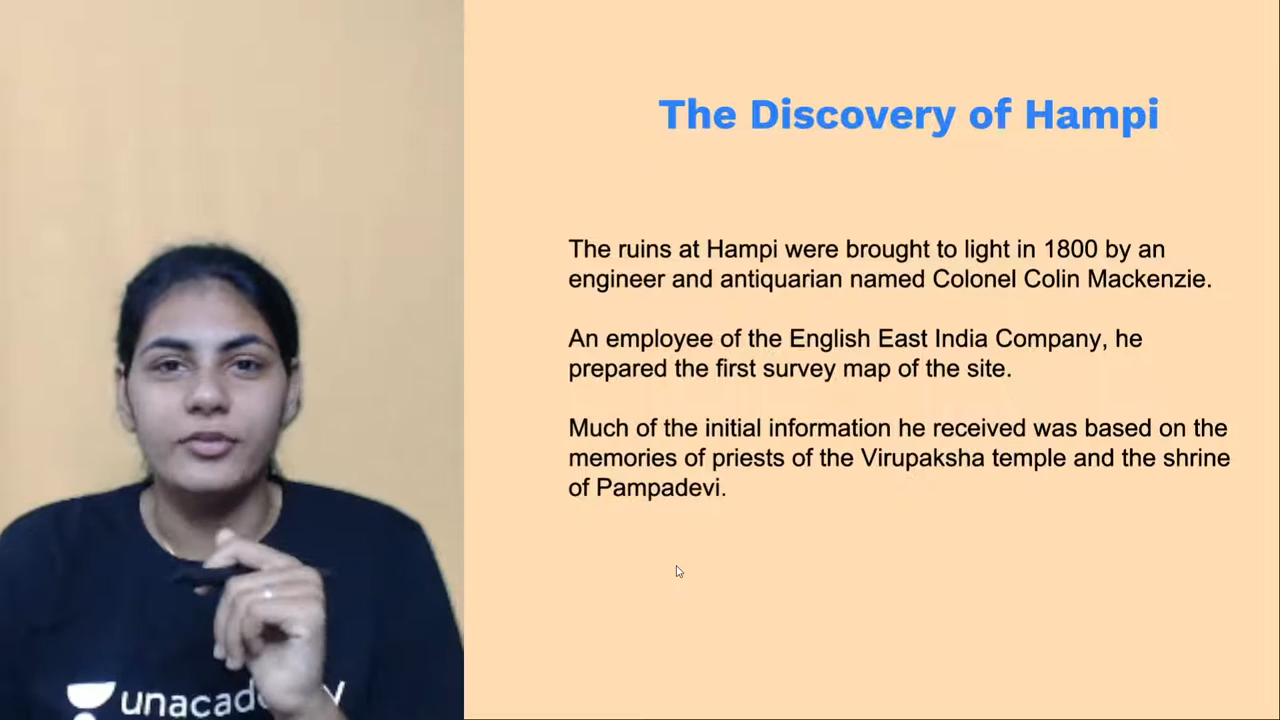 The Discovery of Hampi
The ruins at Hampi were brought to light in 1800 by an
engineer and antiquarian named Colonel Colin Mackenzie.
An employee of the English East India Company, he
prepared the first survey map of the site.
Much of the initial information he received was based on the
memories of priests of the Virupaksha temple and the shrine
of Pampadevi.
unacademy